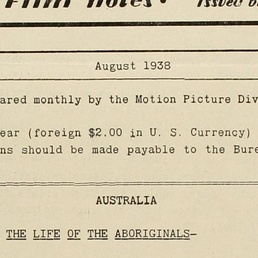 Film Notes • Issued
August 1938
ared monthly by the Motion Picture Div
ear (foreign $2.00 in U. S. Currency)
ns should be made payable to the Bure
AUSTRALIA
THE LIFE OF THE ABORIGINALS—